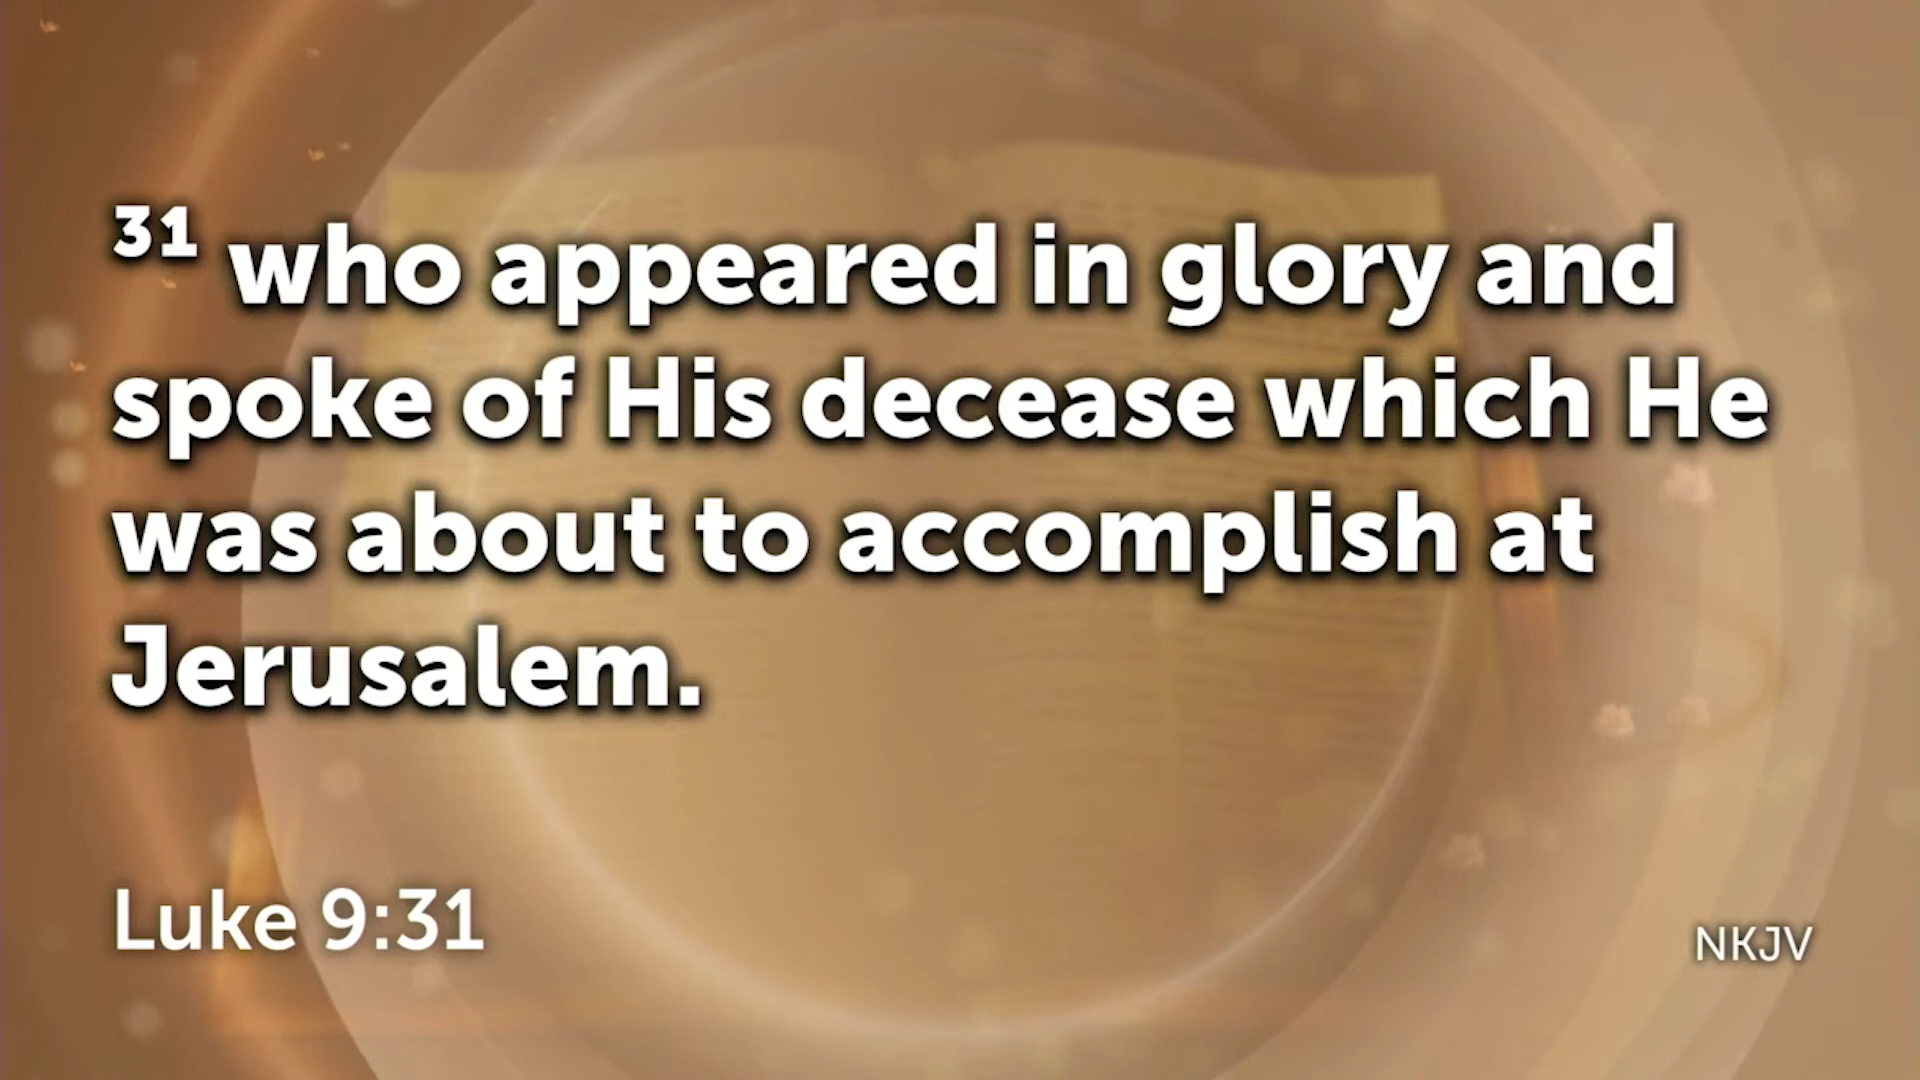 31 who appeared in glory and
spoke of His decease which He
was about to accomplish at
Jerusalem.
Luke 9:31
NKJV